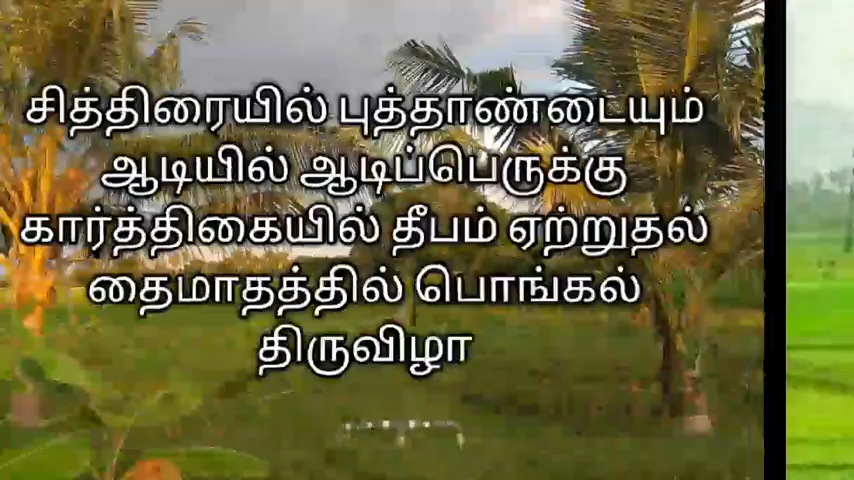 சித்திரையில் புத்தாண்டையும்
ஆடியில் ஆடிப்பெருக்கு
கார்த்திகையில் தீபம் ஏற்றுதல்
தைமாதத்தில் பொங்கல்
திருவிழா